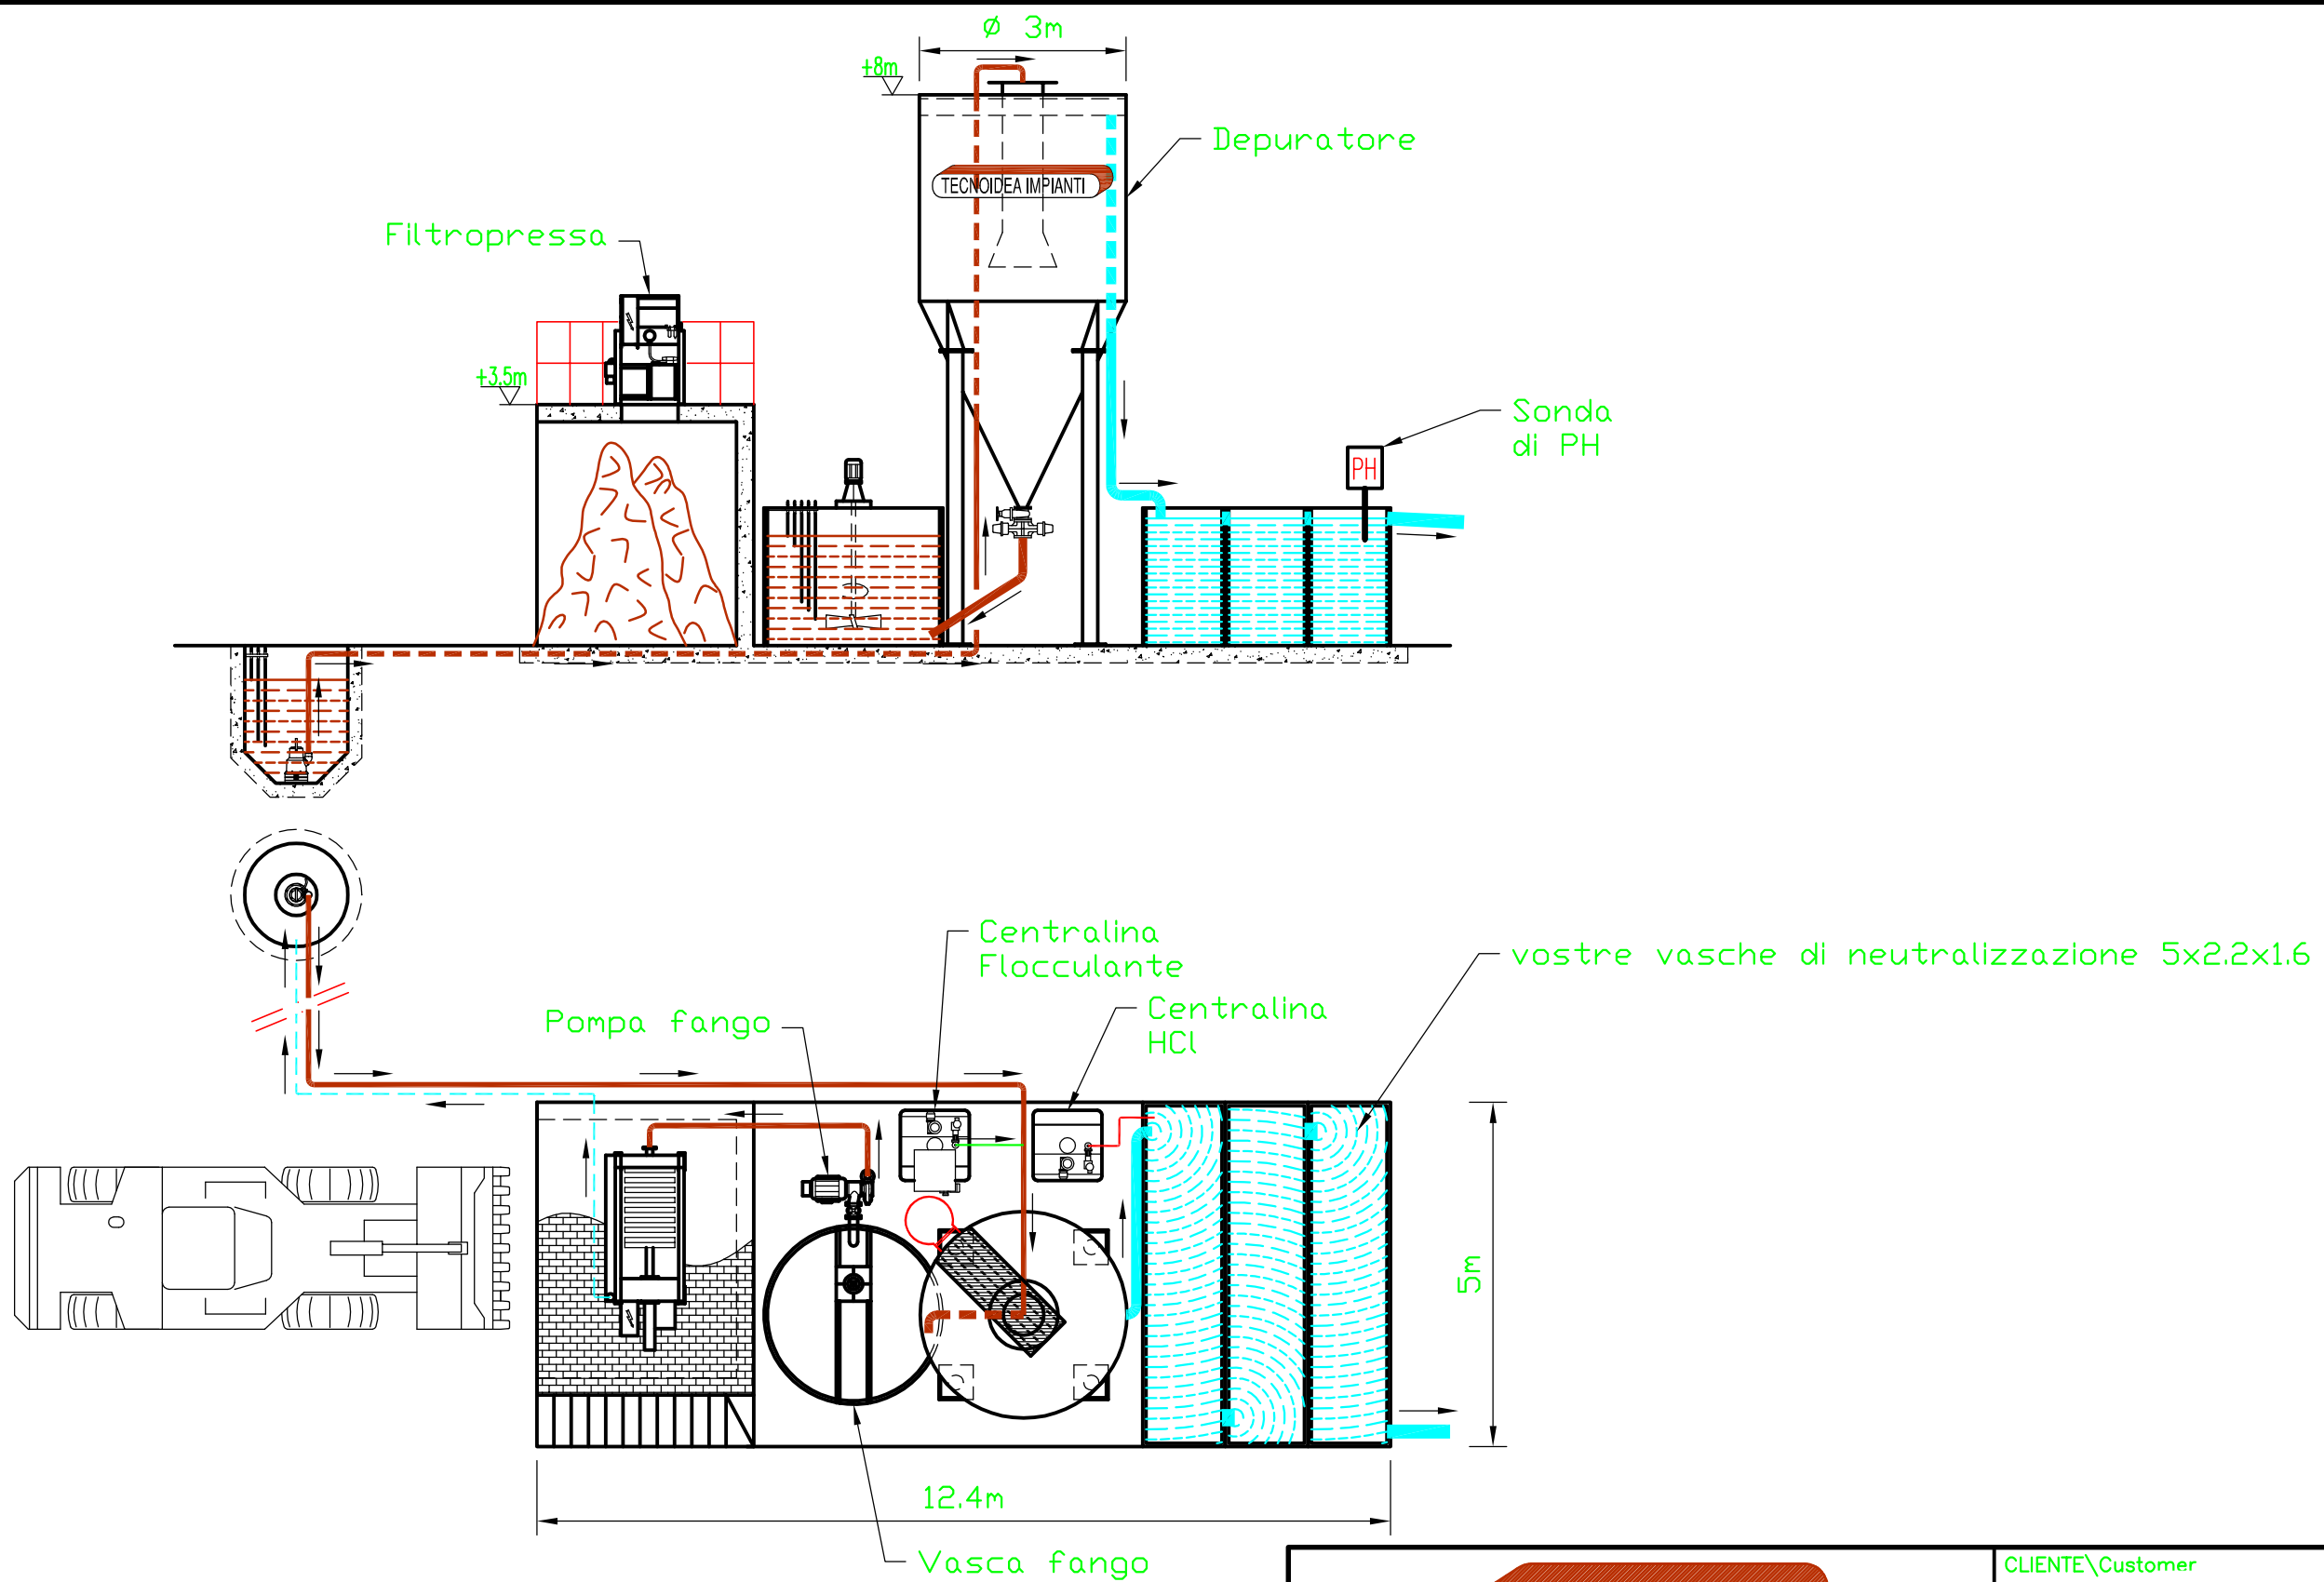 ø 3m
+8m
Depuratore
TECNOIDEA IMPIANTI
Filtropressa
+3.5m
Sonda
di PH
PH
Centralina
Flocculante
vostre vasche di neutralizzazione 5x2.2x1.6
Centralina
HCl
Pompa fango
5m
12.4m
Vasca fango
CLIENTE\Customer